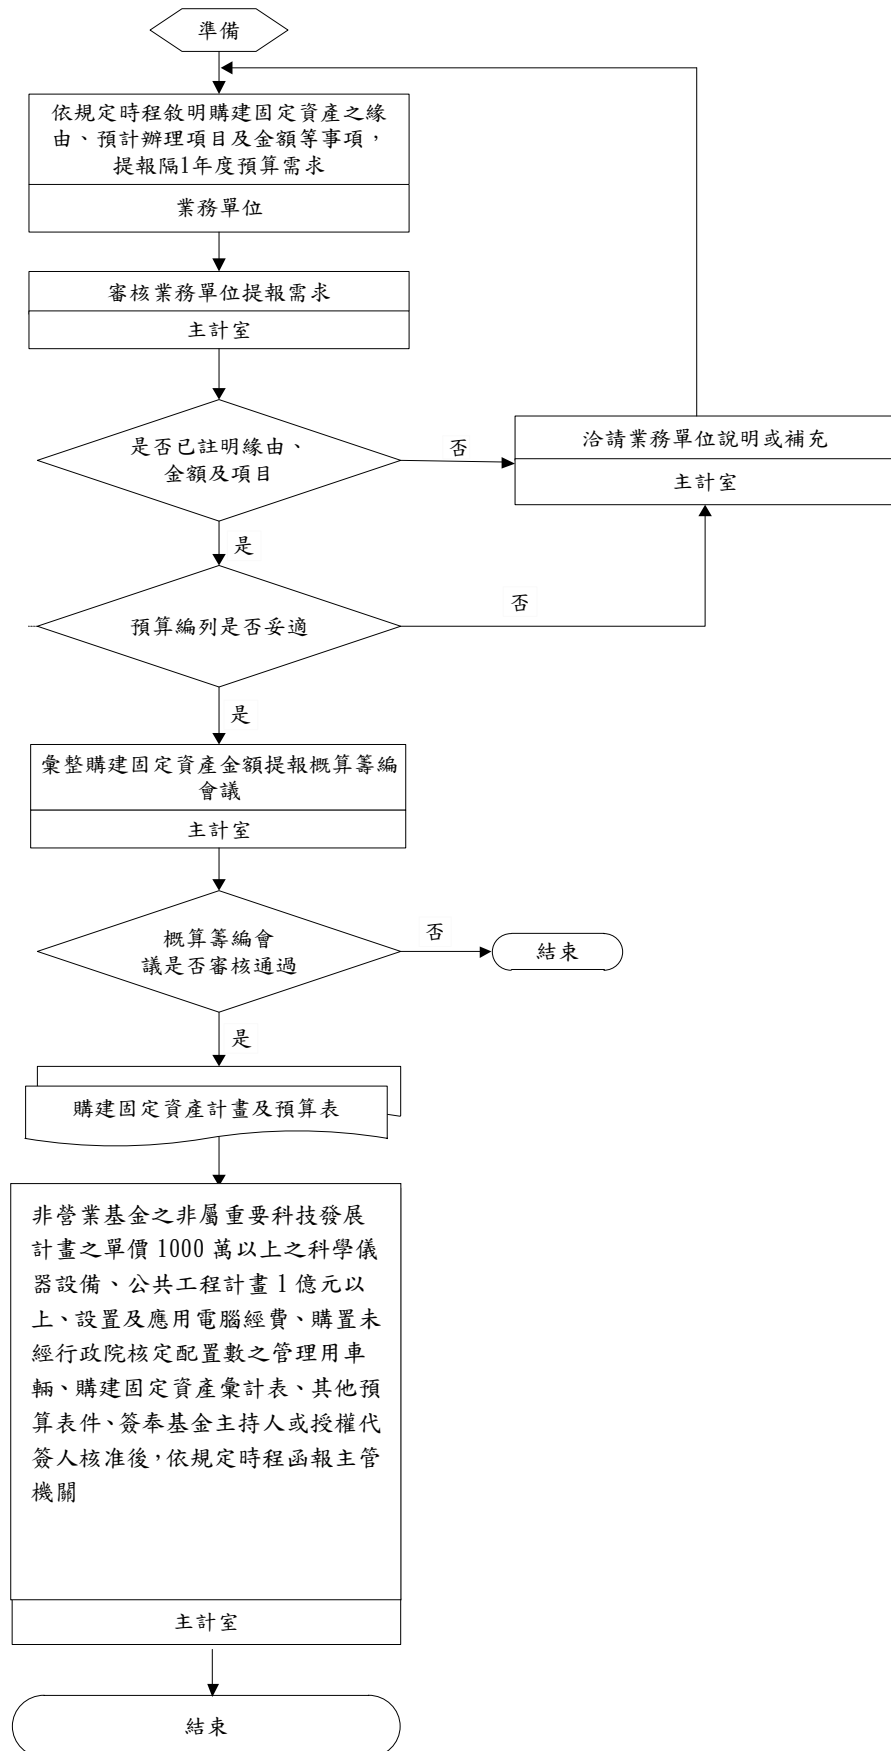 準備
依規定時程敘明購建固定資產之緣
由、預計辦理項目及金額等事項，
提報隔1年度預算需求
業務單位
審核業務單位提報需求
主計室
是否已註明緣由、
金額及項目
否
洽請業務單位說明或補充
主計室
是
預算編列是否妥適
否
是
彙整購建固定資產金額提報概算籌編
會議
主計室
概算籌編會
議是否審核通過
否
結束
是
購建固定資產計畫及預算表
非營業基金之非屬重要科技發展
計畫之單價 1000 萬以上之科學儀
器設備、公共工程計畫 1 億元以
上、設置及應用電腦經費、購置未
經行政院核定配置數之管理用車
輛、購建固定資產彙計表、其他預
算表件、簽奉基金主持人或授權代
簽人核准後，依規定時程函報主管
機關
主計室
結束